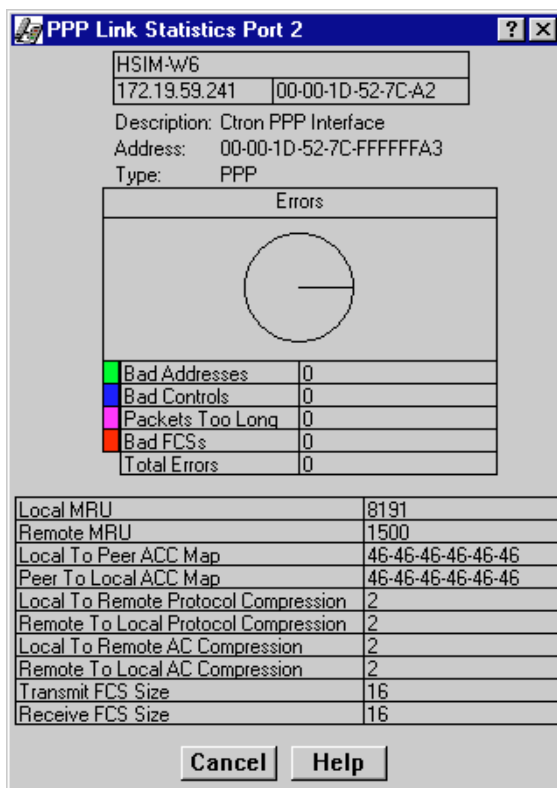 PPP Link Statistics Port 2
HSIM-W6
172.19.59.241 00-00-1D-52-7C-A2
Description: Ctron PPP Interface
Address: 00-00-1D-52-7C-FFFFFFA3
Type: PPP
Errors
Bad Addresses 0
Bad Controls 0
Packets Too Long 0
Bad FCSs 0
Total Errors 0
Local MRU 8191
Remote MRU 1500
Local To Peer ACC Map 46-46-46-46-46-46
Peer To Local ACC Map 46-46-46-46-46-46
Local To Remote Protocol Compression 2
Remote To Local Protocol Compression 2
Local To Remote AC Compression 2
Remote To Local AC Compression 2
Transmit FCS Size 16
Receive FCS Size 16
Cancel Help